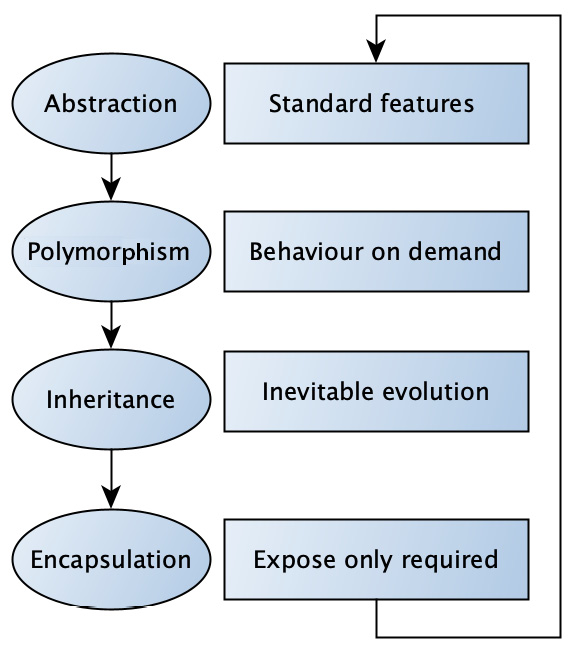 Abstraction
Standard features
Polymorphism
Behaviour on demand
Inheritance
Inevitable evolution
Encapsulation
Expose only required